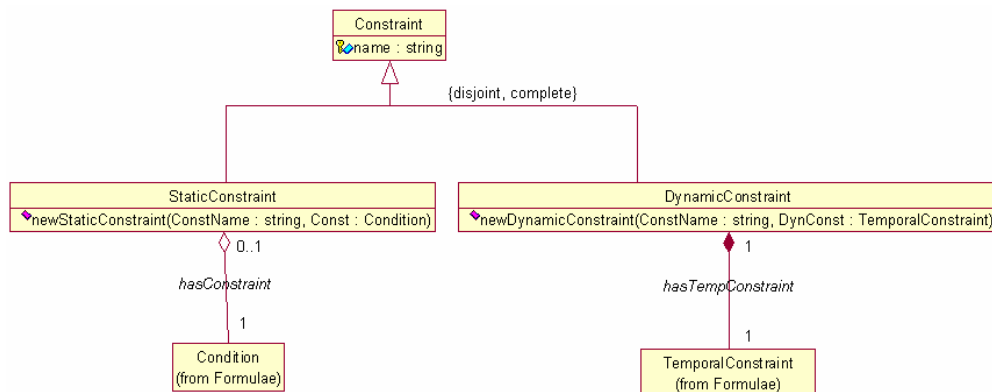 Constraint
name : string
{disjoint, complete}
StaticConstraint
newStaticConstraint(ConstName : string, Const : Condition)
DynamicConstraint
newDynamicConstraint(ConstName : string, DynConst : TemporalConstraint)
0..1
1
hasConstraint
hasTempConstraint
1
1
Condition
(from Formulae)
TemporalConstraint
(from Formulae)